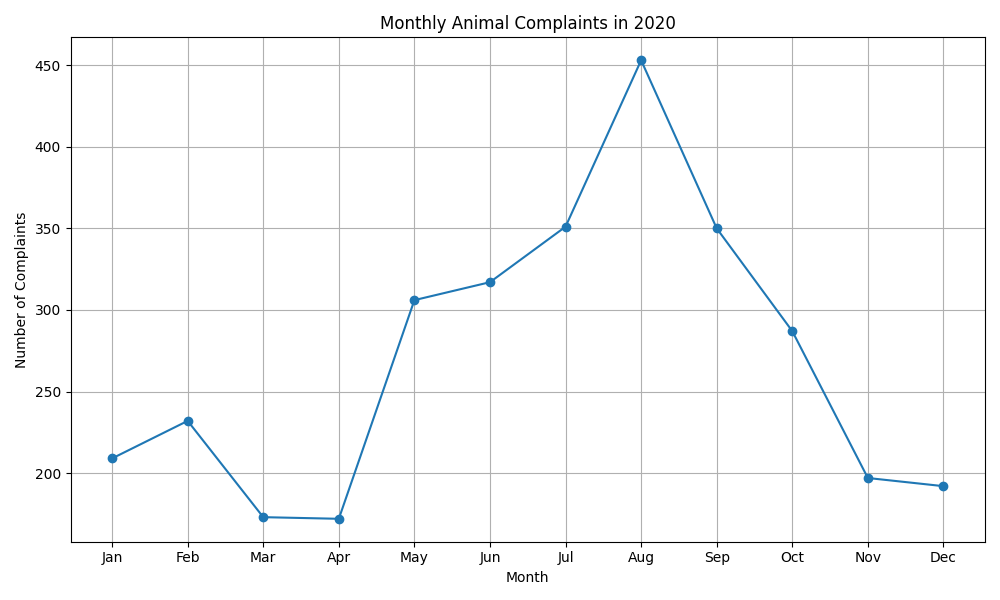 Monthly Animal Complaints in 2020
Number of Complaints
450
400
350
300
250
200
Jan Feb Mar Apr May Jun Jul Aug Sep Oct Nov Dec
Month